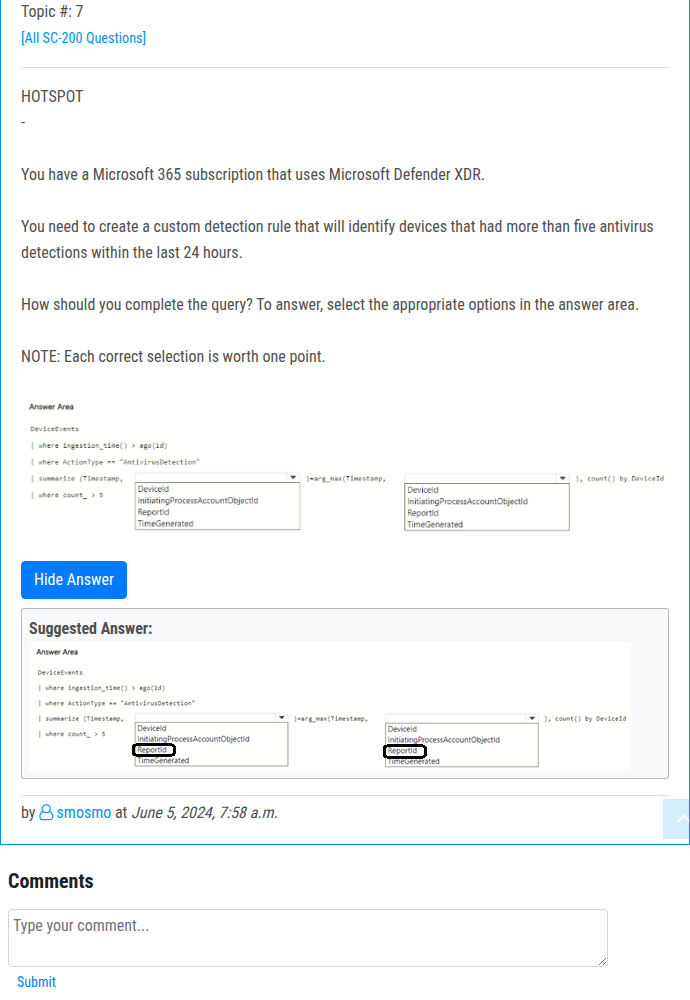 Topic #: 7
[All SC-200 Questions]
HOTSPOT
-
You have a Microsoft 365 subscription that uses Microsoft Defender XDR.
You need to create a custom detection rule that will identify devices that had more than five antivirus
detections within the last 24 hours.
How should you complete the query? To answer, select the appropriate options in the answer area.
NOTE: Each correct selection is worth one point.
Answer Area
DeviceEvents
| where ingestion_time() > ago(1d)
| where ActionType == "AntivirusDetection"
| summarize (Timestamp, )=arg_max(Timestamp, ), count() by DeviceId
| where count_ > 5
DeviceId DeviceId
InitiatingProcessAccountObjectId InitiatingProcessAccountObjectId
ReportId ReportId
TimeGenerated TimeGenerated
Hide Answer
Suggested Answer:
Answer Area
DeviceEvents
| where ingestion_time() > ago(1d)
| where ActionType == "AntivirusDetection"
| summarize (Timestamp, )=arg_max(Timestamp, ), count() by DeviceId
| where count_ > 5
DeviceId DeviceId
InitiatingProcessAccountObjectId InitiatingProcessAccountObjectId
ReportId ReportId
TimeGenerated TimeGenerated
by smosmo at June 5, 2024, 7:58 a.m.
Comments
Type your comment...
Submit